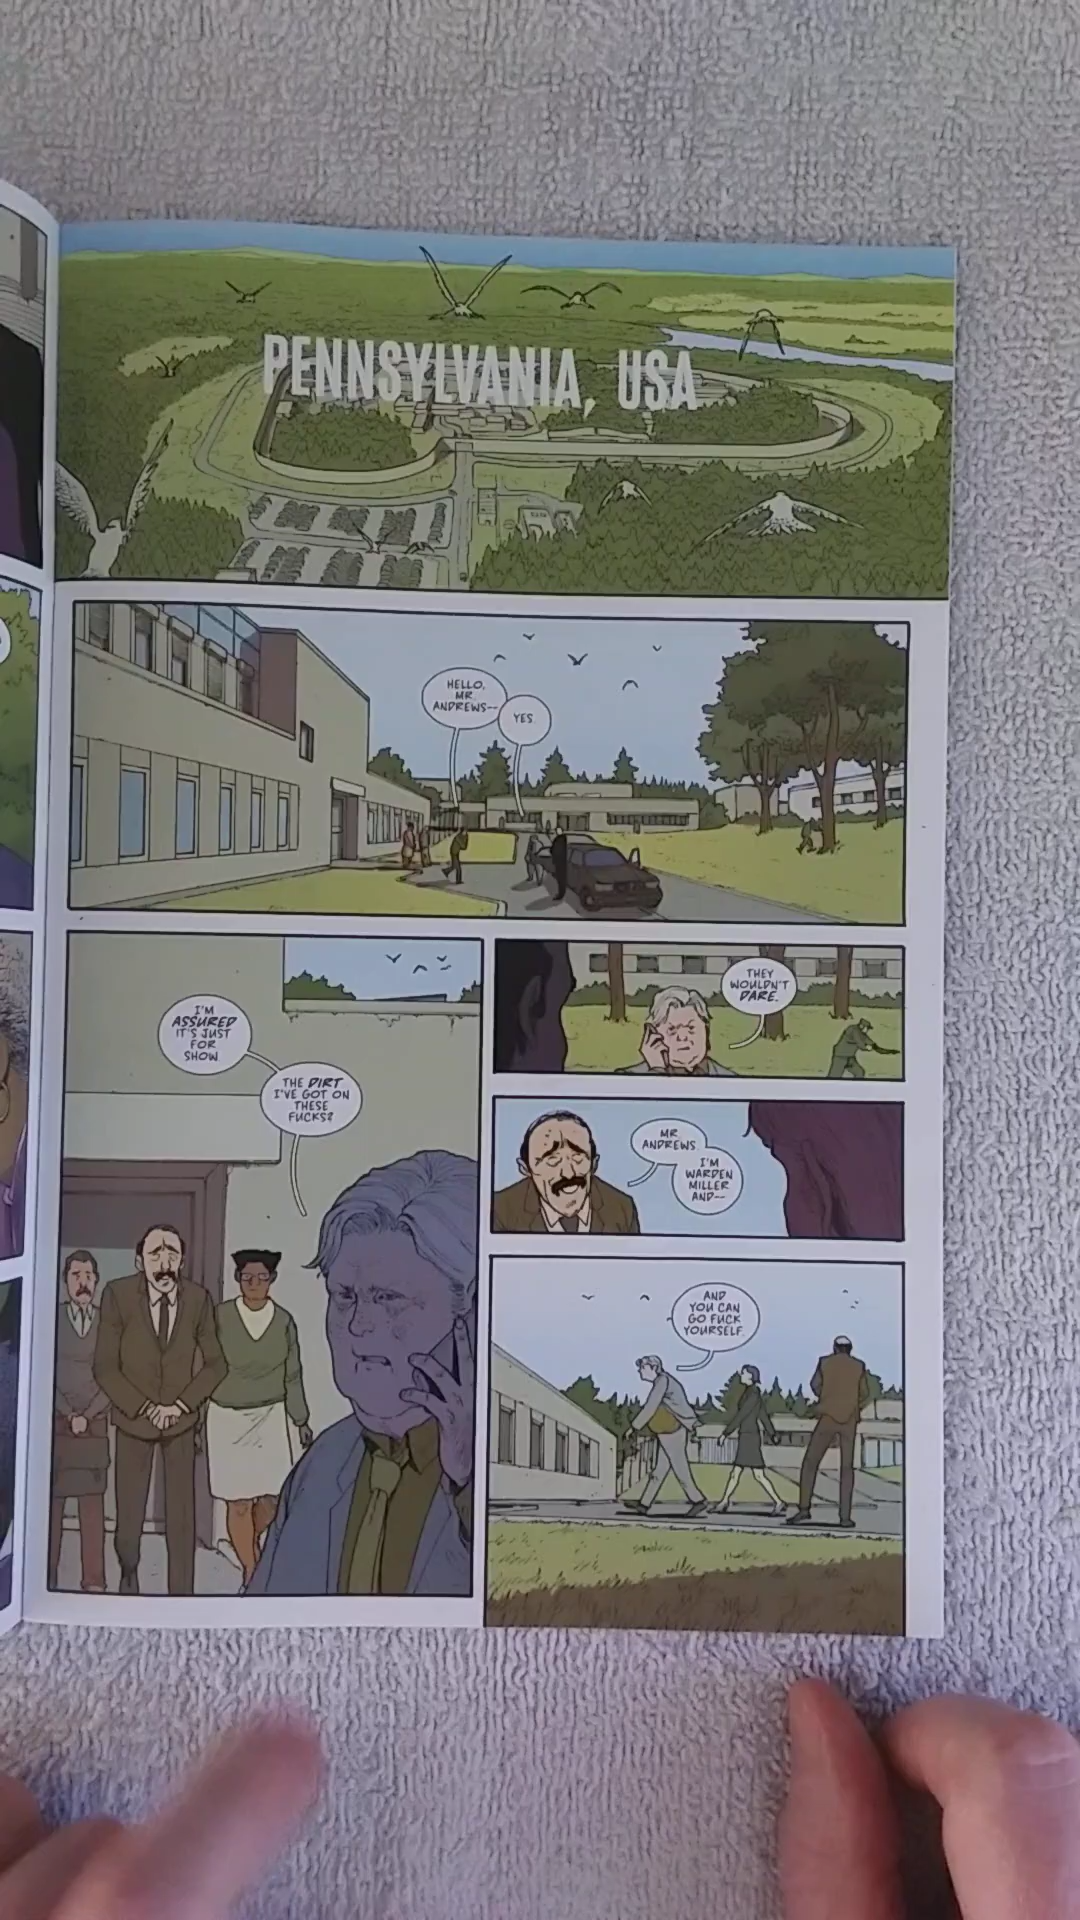 PENNSYLVANIA, USA
HELLO,
MR.
ANDREWS--
YES.
I'M
ASSURED
IT'S JUST
FOR
SHOW.
THE DIRT
I'VE GOT ON
THESE
FUCKS?
THEY
WOULDN'T
DARE.
MR.
ANDREWS.
I'M
WARDEN
MILLER
AND--
AND
YOU CAN
GO FUCK
YOURSELF.